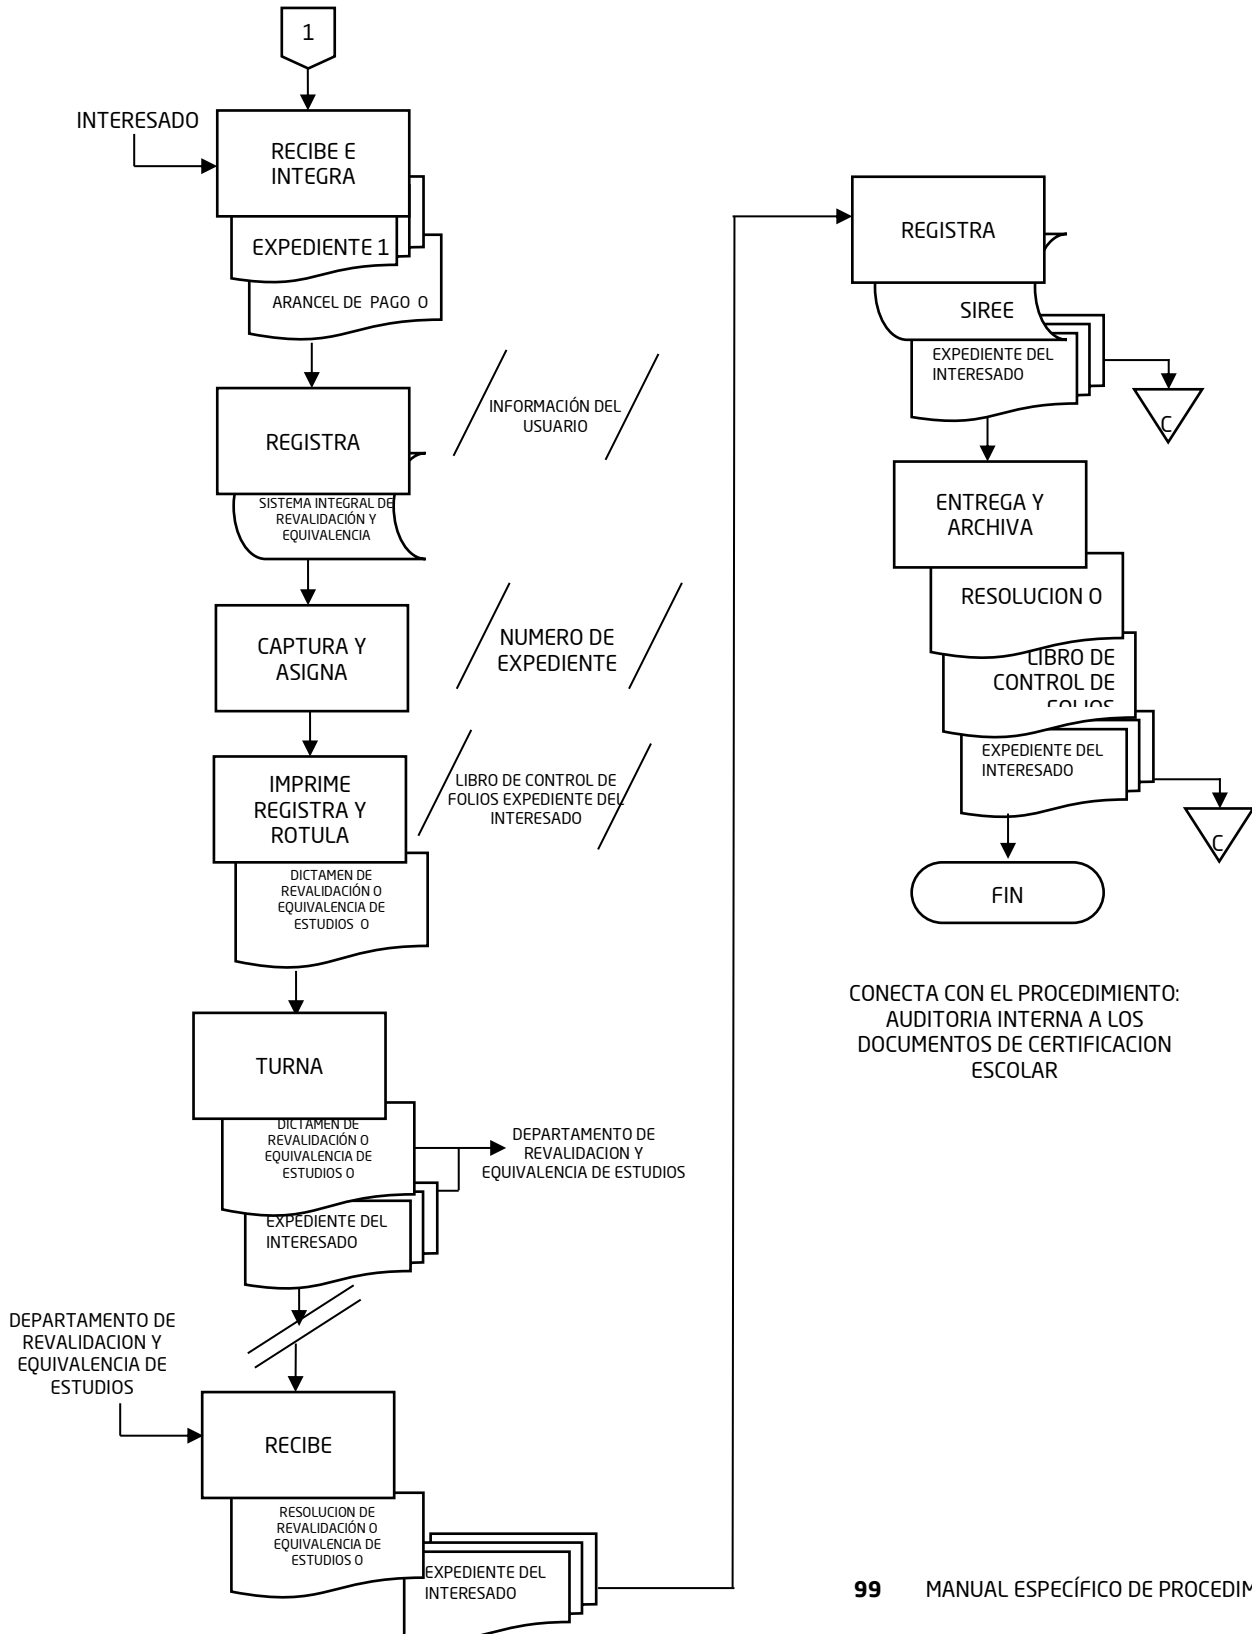 1
INTERESADO
RECIBE E
INTEGRA
EXPEDIENTE 1
ARANCEL DE PAGO O
REGISTRA
INFORMACIÓN DEL
USUARIO
SISTEMA INTEGRAL DE
REVALIDACIÓN Y
EQUIVALENCIA
CAPTURA Y
ASIGNA
NUMERO DE
EXPEDIENTE
IMPRIME
REGISTRA Y
ROTULA
LIBRO DE CONTROL DE
FOLIOS EXPEDIENTE DEL
INTERESADO
DICTAMEN DE
REVALIDACIÓN O
EQUIVALENCIA DE
ESTUDIOS O
TURNA
DICTAMEN DE
REVALIDACIÓN O
EQUIVALENCIA DE
ESTUDIOS O
DEPARTAMENTO DE
REVALIDACION Y
EQUIVALENCIA DE ESTUDIOS
EXPEDIENTE DEL
INTERESADO
DEPARTAMENTO DE
REVALIDACION Y
EQUIVALENCIA DE
ESTUDIOS
RECIBE
RESOLUCION DE
REVALIDACIÓN O
EQUIVALENCIA DE
ESTUDIOS O
EXPEDIENTE DEL
INTERESADO
REGISTRA
SIREE
EXPEDIENTE DEL
INTERESADO
C
ENTREGA Y
ARCHIVA
RESOLUCION O
LIBRO DE
CONTROL DE
FOLIOS
EXPEDIENTE DEL
INTERESADO
C
FIN
CONECTA CON EL PROCEDIMIENTO:
AUDITORIA INTERNA A LOS
DOCUMENTOS DE CERTIFICACION
ESCOLAR
99 MANUAL ESPECÍFICO DE PROCEDIM